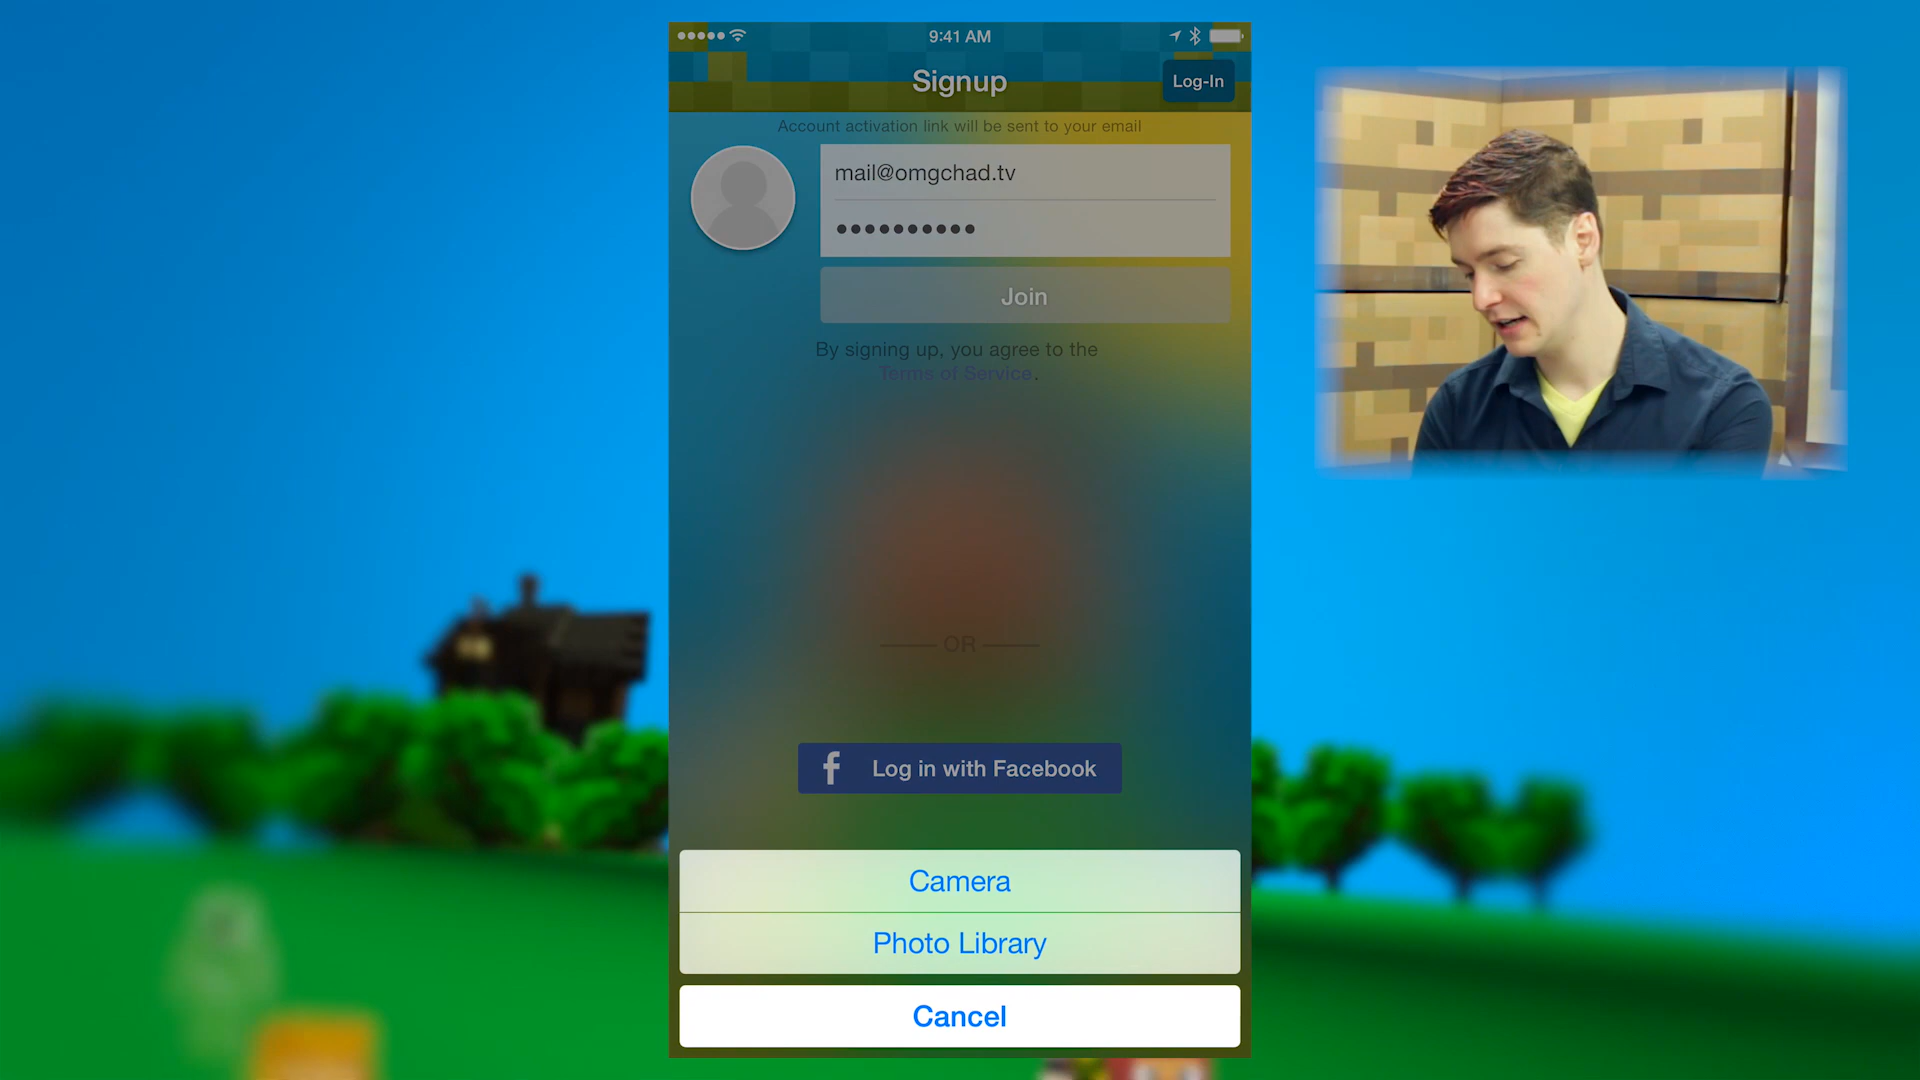 9:41 AM
Signup
Log-In
Account activation link will be sent to your email
mail@omgchad.tv
Join
By signing up, you agree to the
Terms of Service.
OR
f Log in with Facebook
Camera
Photo Library
Cancel